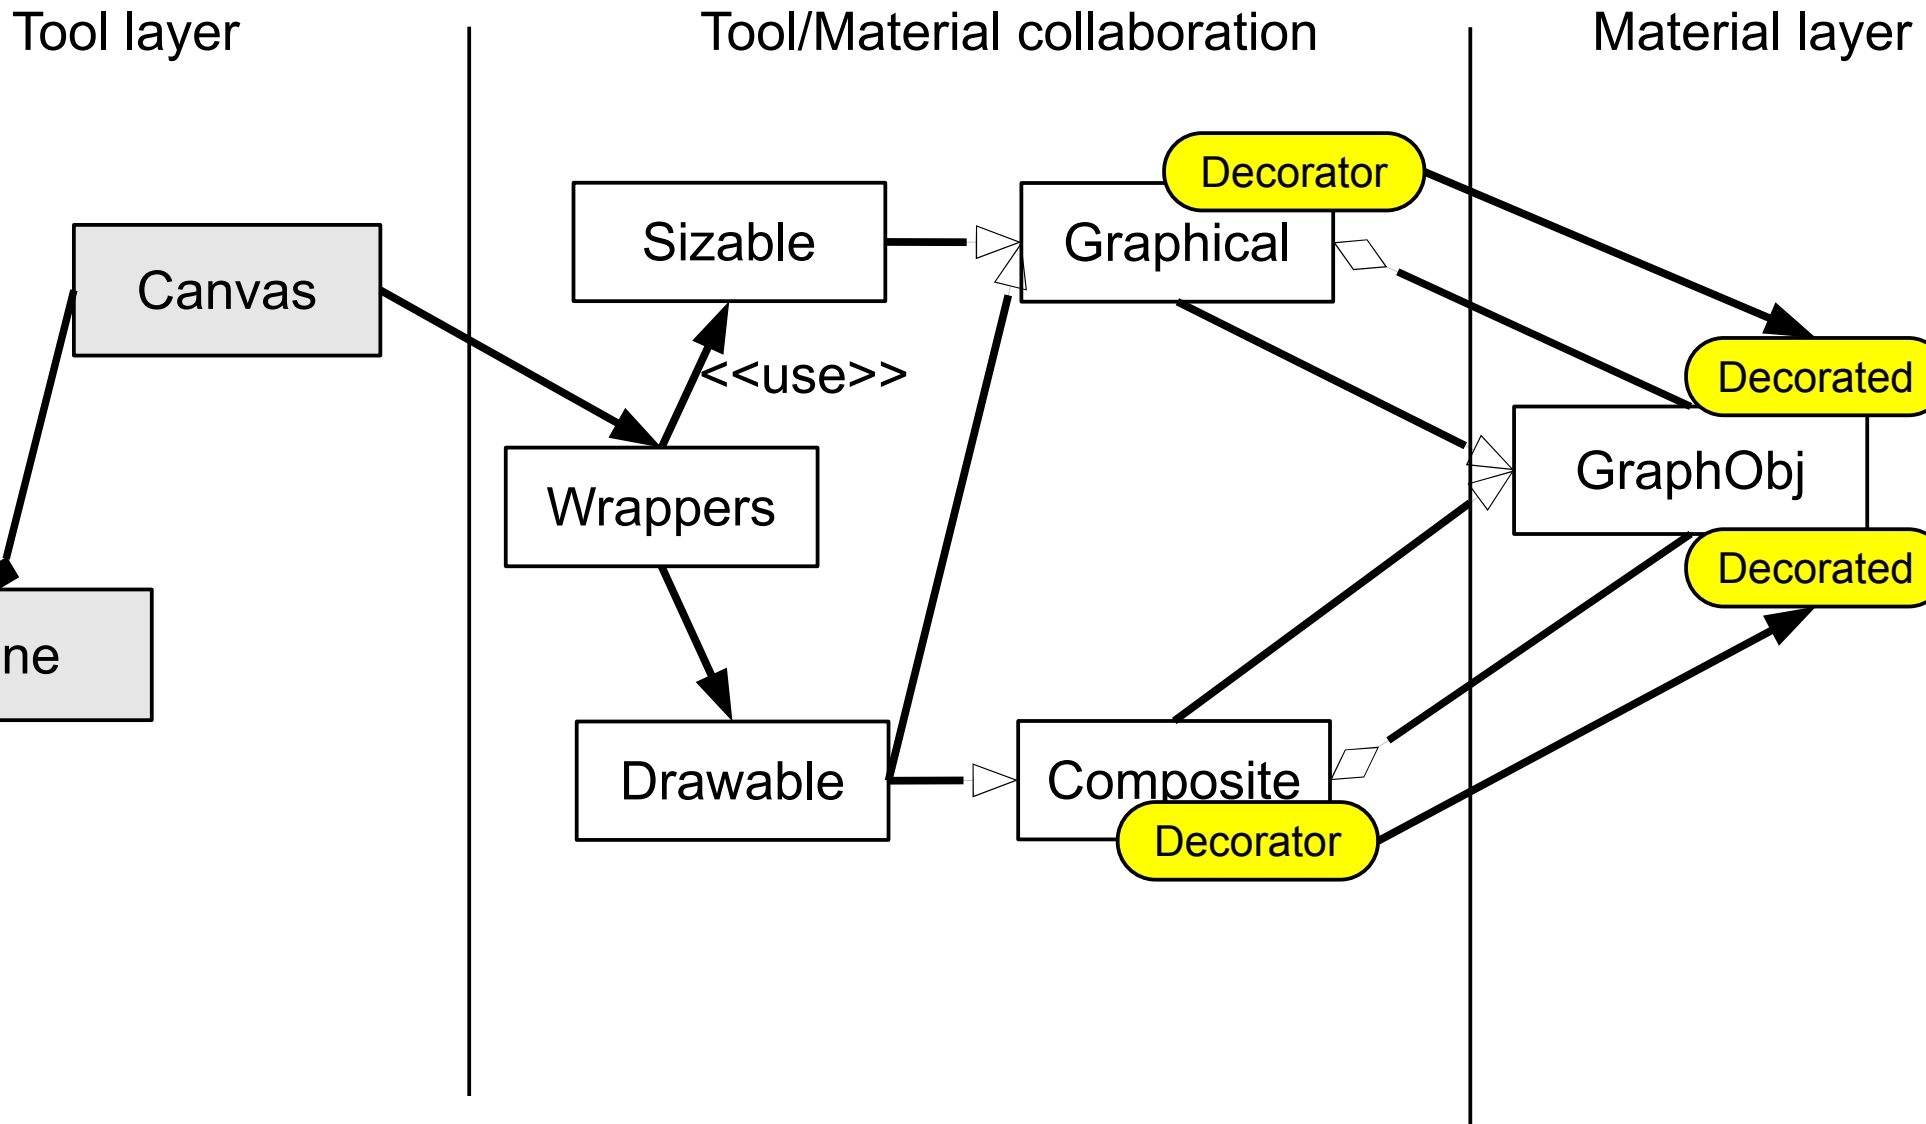 Tool layer
Tool/Material collaboration
Material layer
Decorator
Sizable
Graphical
Canvas
<<use>>
Decorated
GraphObj
Wrappers
Decorated
ne
Drawable
Composite
Decorator